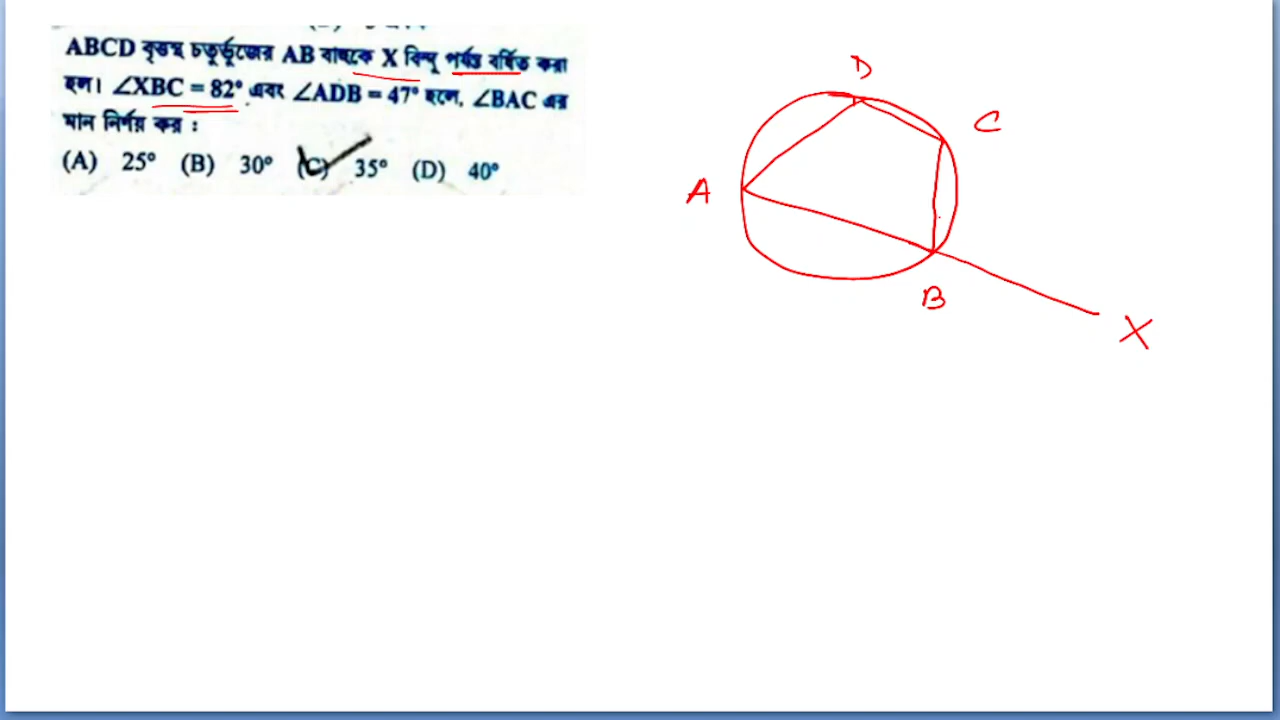 ABCD বৃত্তস্থ চতুর্ভূজের AB বাহুকে X বিন্দু পর্যন্ত বর্ধিত করা
হল। ∠XBC = 82° এবং ∠ADB = 47° হলে, ∠BAC এর
মান নির্ণয় কর :
(A) 25° (B) 30° (C) 35° (D) 40°
D
C
A
B
X